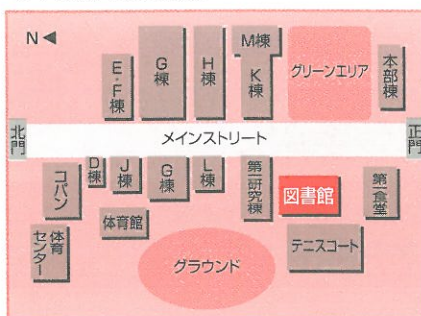 N◀
E・F棟
G棟
H棟
M棟
K棟
グリーンエリア
本部棟
北門
メインストリート
正門
コパン
D棟
J棟
G棟
L棟
第一研究棟
図書館
第一食堂
体育センター
体育館
グラウンド
テニスコート